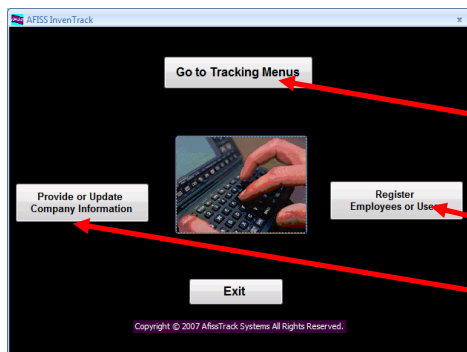 AFISS InvenTrack
Go to Tracking Menus
Provide or Update
Company Information
Register
Employees or Users
Exit
Copyright © 2007 AfissTrack Systems All Rights Reserved.